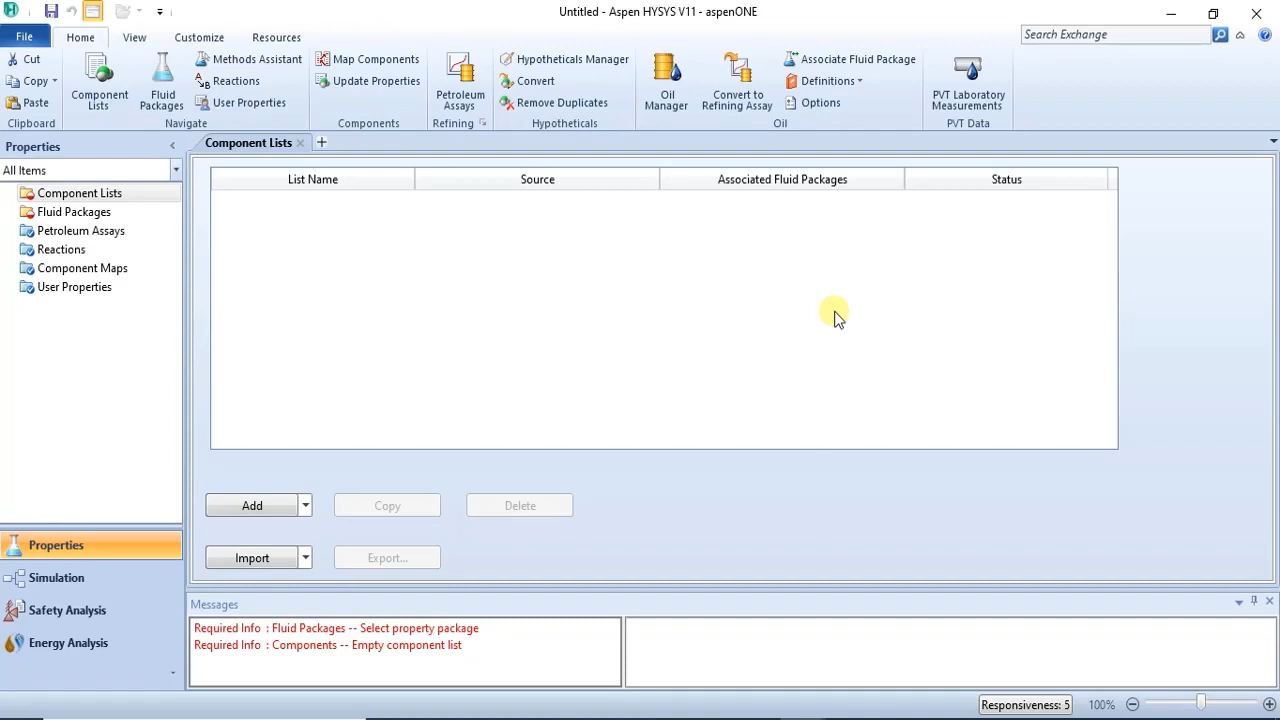 Untitled - Aspen HYSYS V11 - aspenONE
File Home View Customize Resources
Search Exchange
Cut
Copy
Paste
Clipboard
Component Lists
Fluid Packages
Methods Assistant
Reactions
User Properties
Navigate
Map Components
Update Properties
Components
Petroleum Assays
Refining
Hypotheticals Manager
Convert
Remove Duplicates
Hypotheticals
Oil Manager
Convert to Refining Assay
Associate Fluid Package
Definitions
Options
Oil
PVT Laboratory Measurements
PVT Data
Properties
All Items
Component Lists
Fluid Packages
Petroleum Assays
Reactions
Component Maps
User Properties
Properties
Simulation
Safety Analysis
Energy Analysis
Component Lists
List Name Source Associated Fluid Packages Status
Add Copy Delete
Import Export...
Messages
Required Info : Fluid Packages -- Select property package
Required Info : Components -- Empty component list
Responsiveness: 5 100%